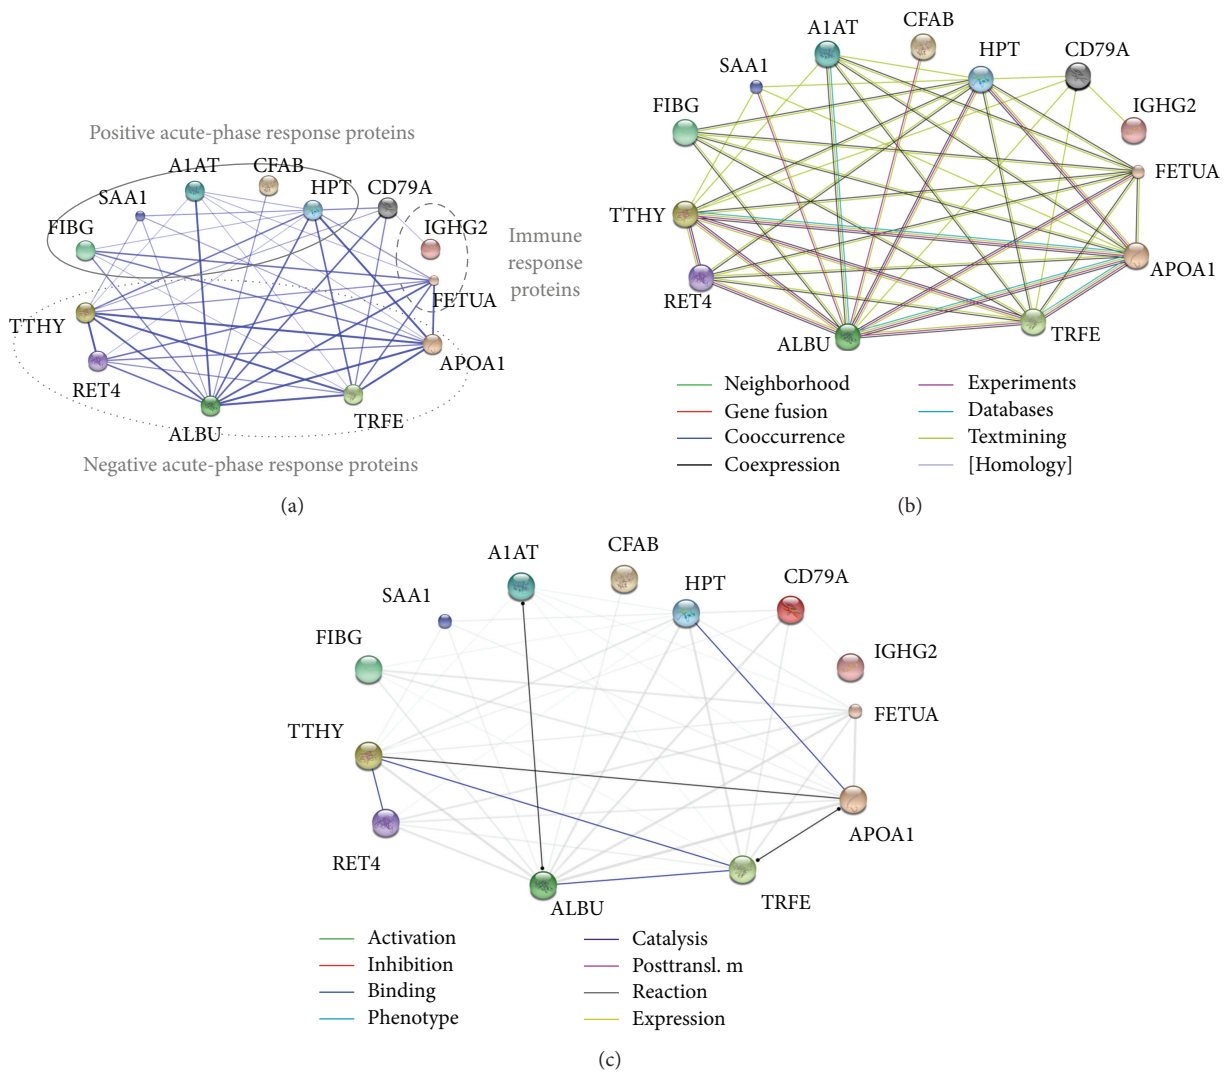 Positive acute-phase response proteins
A1AT
CFAB
SAA1
HPT
CD79A
FIBG
IGHG2
Immune
response
proteins
FETUA
TTHY
APOA1
RET4
TRFE
ALBU
Negative acute-phase response proteins
(a)
CFAB
A1AT
HPT
CD79A
SAA1
FIBG
IGHG2
FETUA
TTHY
APOA1
RET4
TRFE
ALBU
Neighborhood
Gene fusion
Cooccurrence
Coexpression
Experiments
Databases
Textmining
[Homology]
(b)
CFAB
A1AT
HPT
CD79A
SAA1
FIBG
IGHG2
FETUA
TTHY
APOA1
RET4
TRFE
ALBU
Activation
Inhibition
Binding
Phenotype
Catalysis
Posttransl. m
Reaction
Expression
(c)